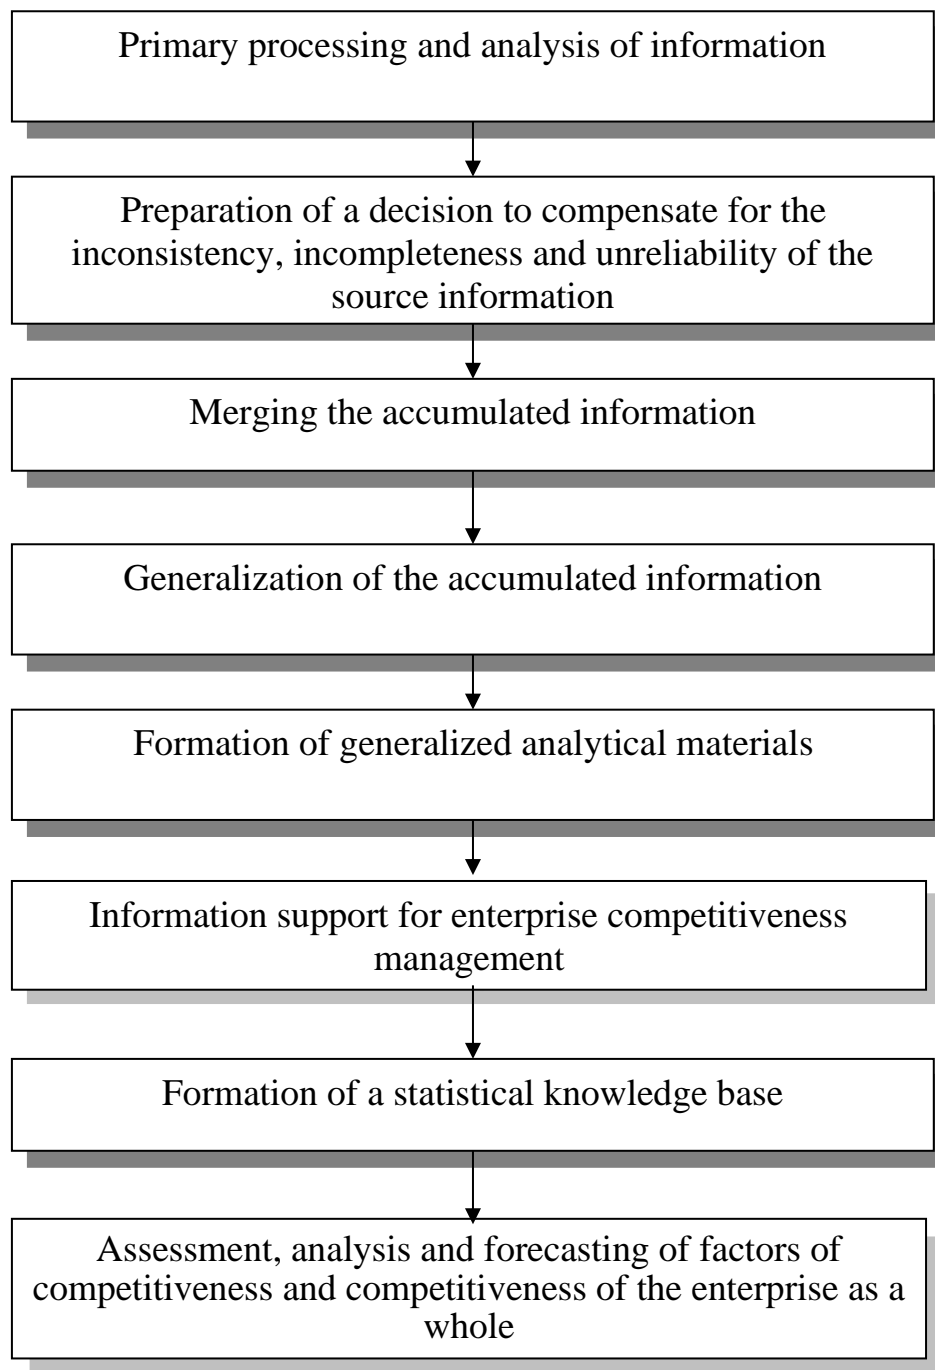 Primary processing and analysis of information
Preparation of a decision to compensate for the
inconsistency, incompleteness and unreliability of the
source information
Merging the accumulated information
Generalization of the accumulated information
Formation of generalized analytical materials
Information support for enterprise competitiveness
management
Formation of a statistical knowledge base
Assessment, analysis and forecasting of factors of
competitiveness and competitiveness of the enterprise as a
whole